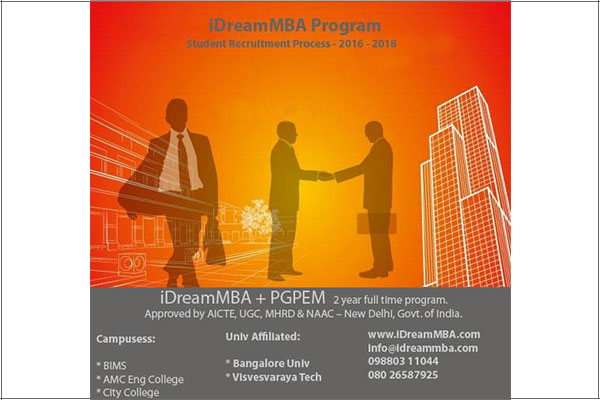 iDreamMBA Program
Student Recruitment Process - 2016 - 2018
iDreamMBA + PGPEM 2 year full time program.
Approved by AICTE, UGC, MHRD & NAAC – New Delhi, Govt. of India.
Campusess:
* BIMS
* AMC Eng College
* City College
Univ Affiliated:
* Bangalore Univ
* Visvesvaraya Tech
www.IDreamMBA.com
info@idreammba.com
098803 11044
080 26587925